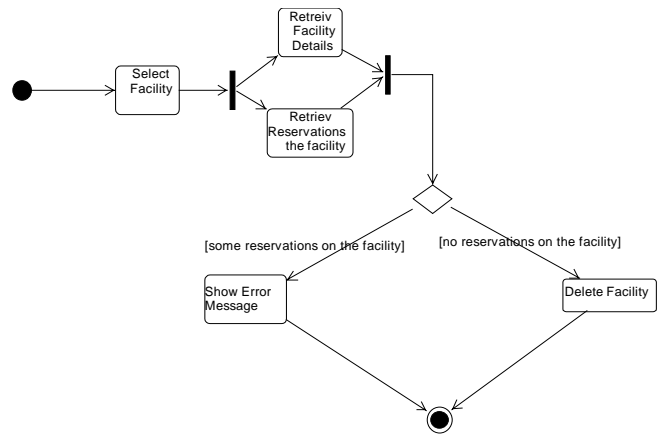 Retreiv
Facility
Details
Select
Facility
Retriev
Reservations
the facility
[some reservations on the facility]
[no reservations on the facility]
Show Error
Message
Delete Facility